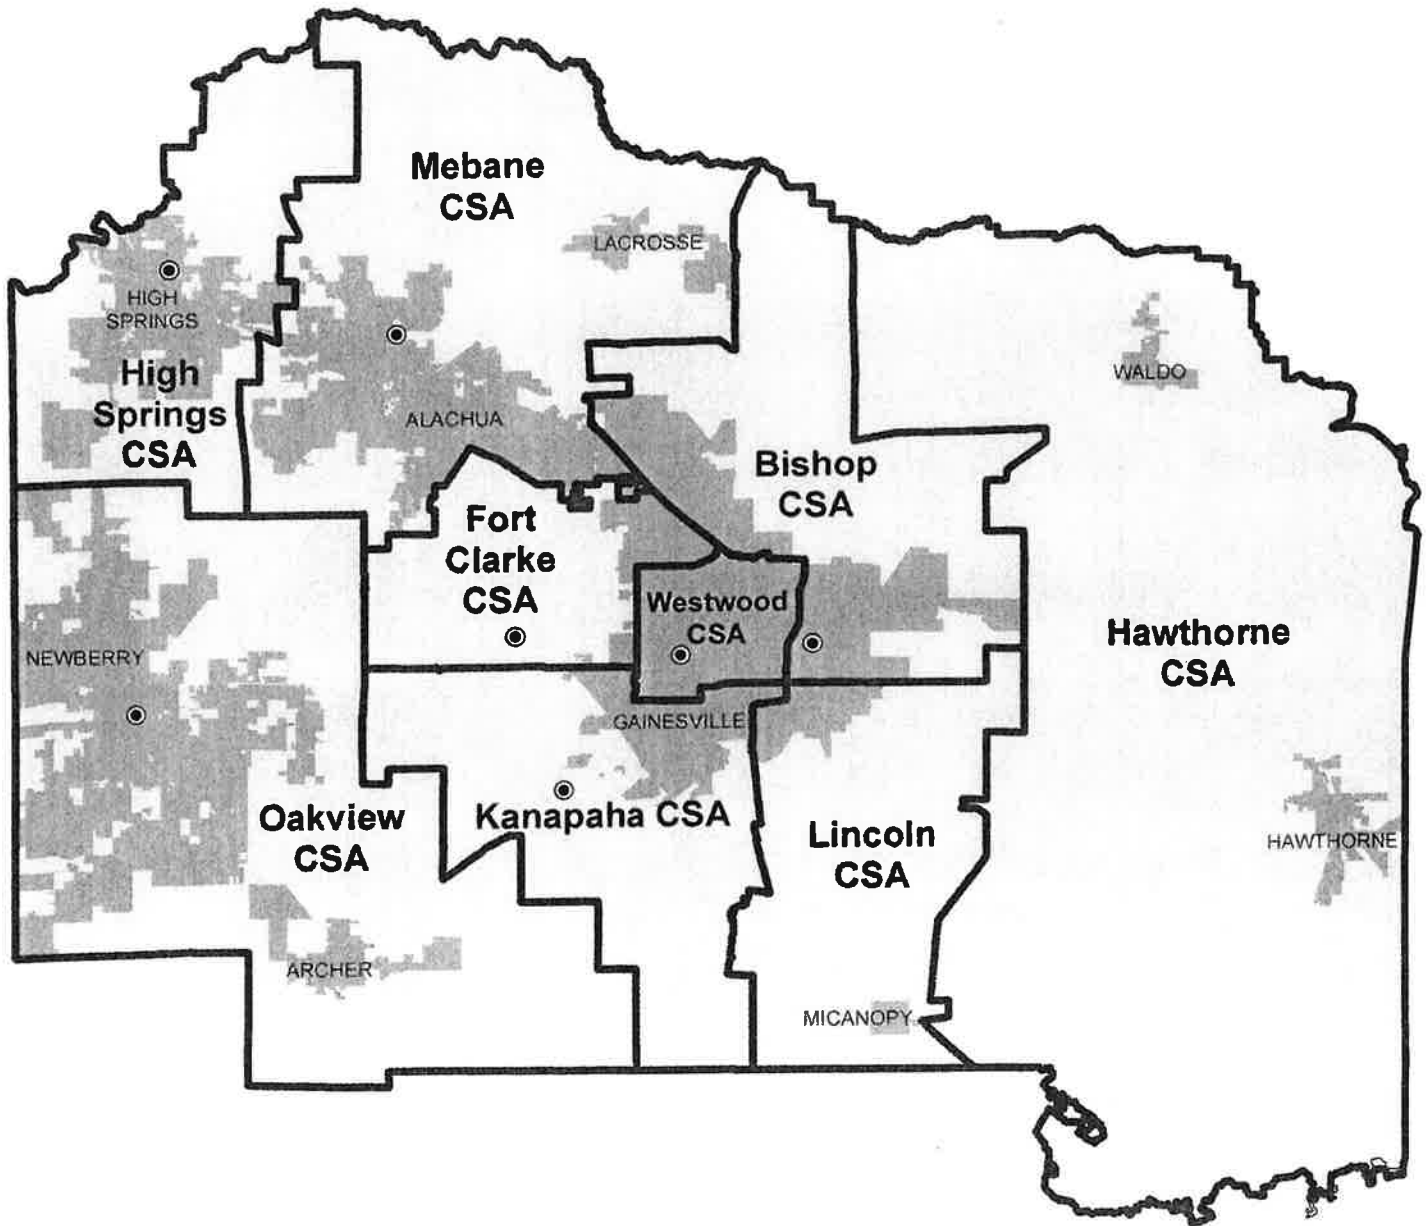 Mebane
CSA
LACROSSE
HIGH
SPRINGS
High
Springs
CSA
ALACHUA
WALDO
Bishop
CSA
Fort
Clarke
CSA
Westwood
CSA
Hawthorne
CSA
NEWBERRY
GAINESVILLE
Oakview
CSA
Kanapaha CSA
Lincoln
CSA
HAWTHORNE
ARCHER
MICANOPY